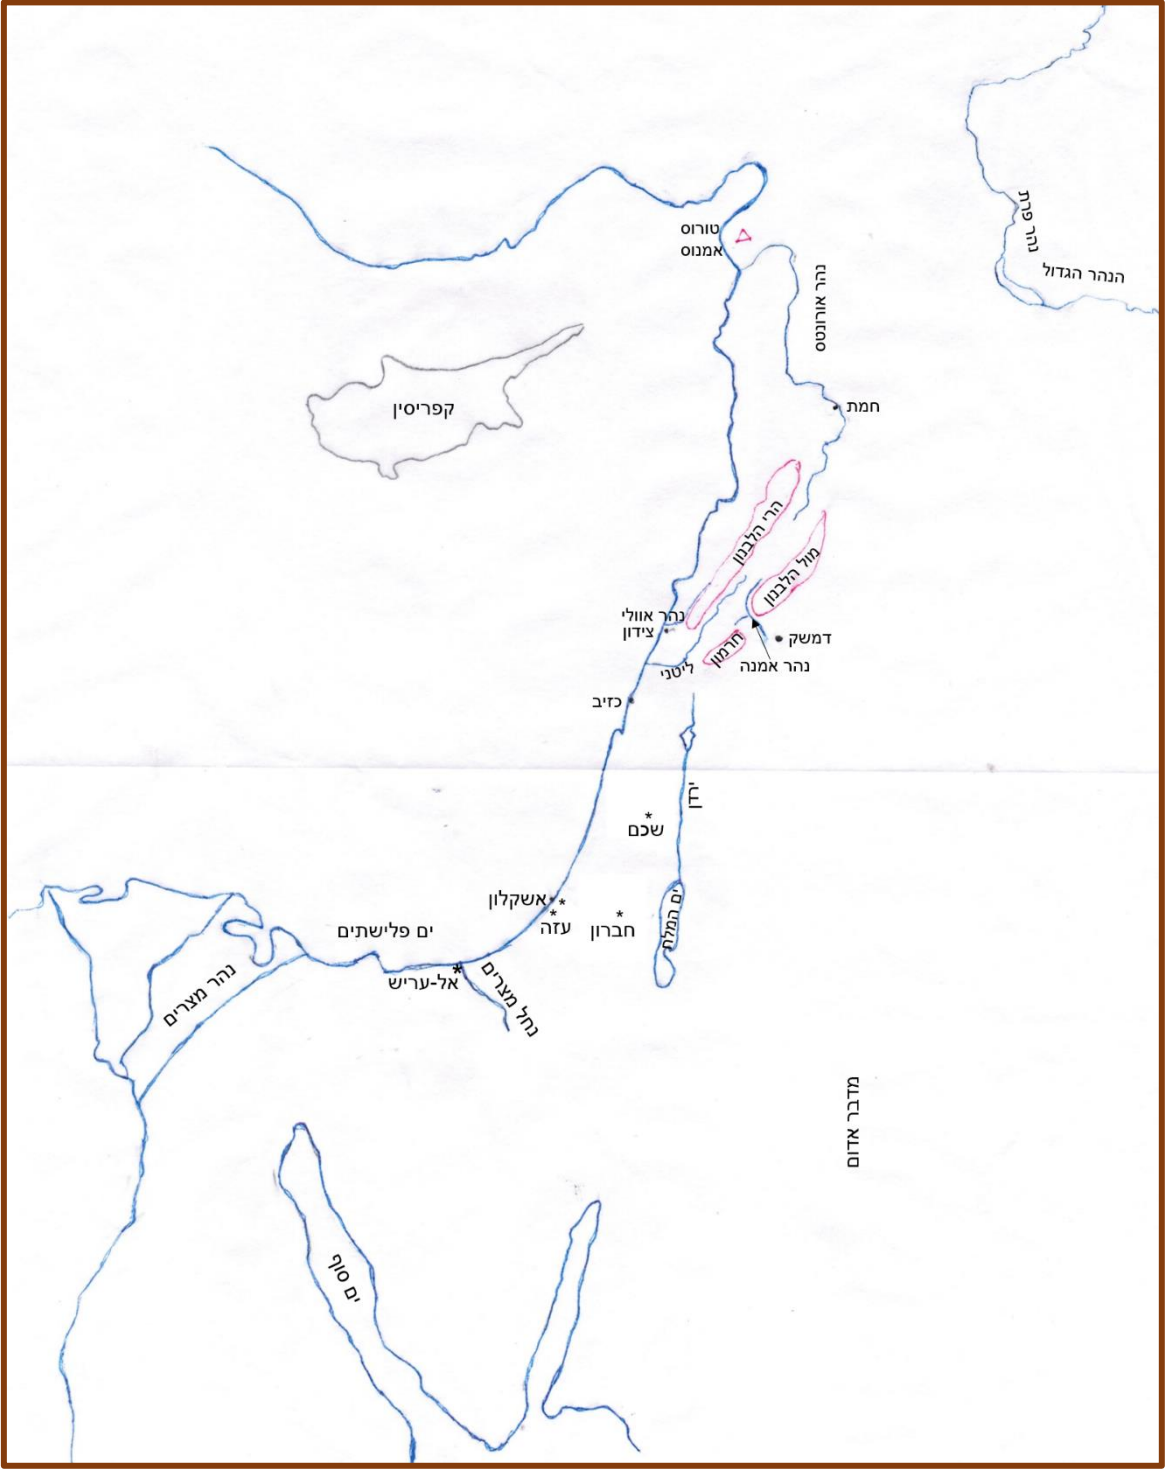 נהר פרת
הנהר הגדול
טורוס
אמנוס
נהר אורונטס
חמת
קפריסין
הרי הלבנון
מול הלבנון
נהר אוולי
צידון
דמשק
חרמון
נהר אמנה
ליטני
כזיב
ירדן
*
שכם
אשקלון
*
*
עזה
*
חברון
ים המלח
ים פלישתים
*
אל-עריש
נחל מצרים
נהר מצרים
מדבר אדום
ים סוף